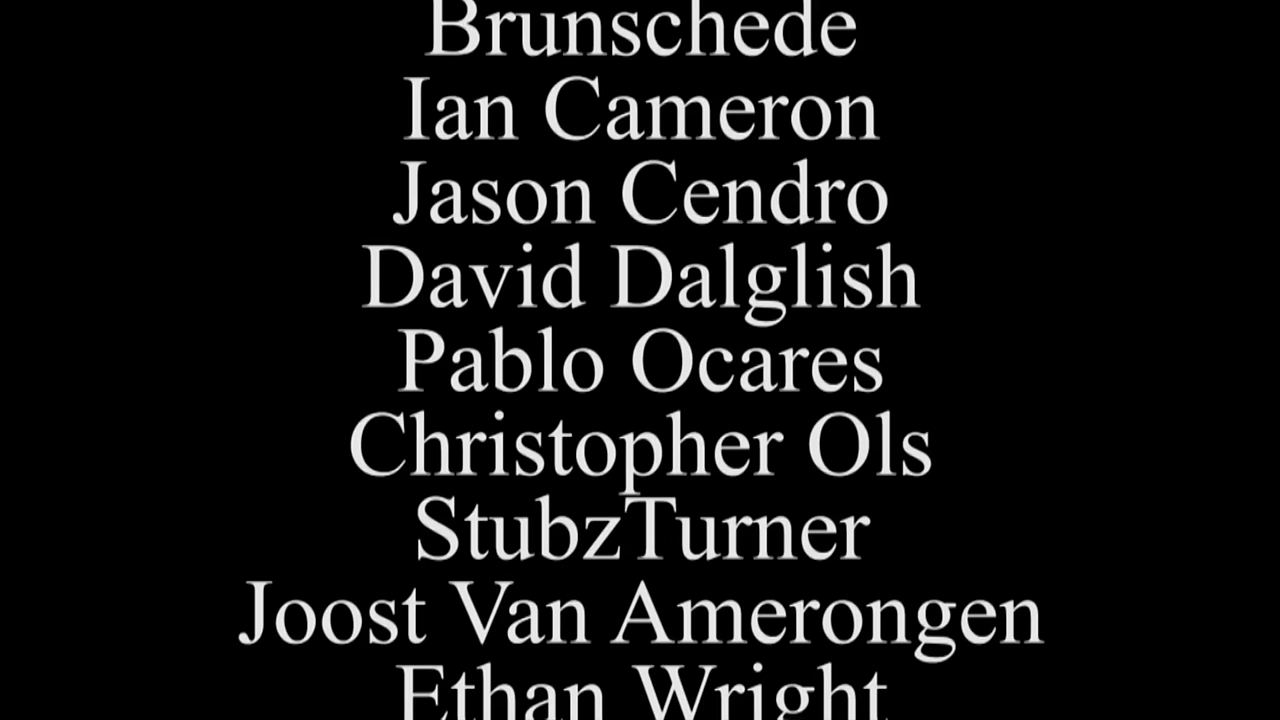 Brunschede
Ian Cameron
Jason Cendro
David Dalglish
Pablo Ocares
Christopher Ols
StubzTurner
Joost Van Amerongen
Ethan Wright